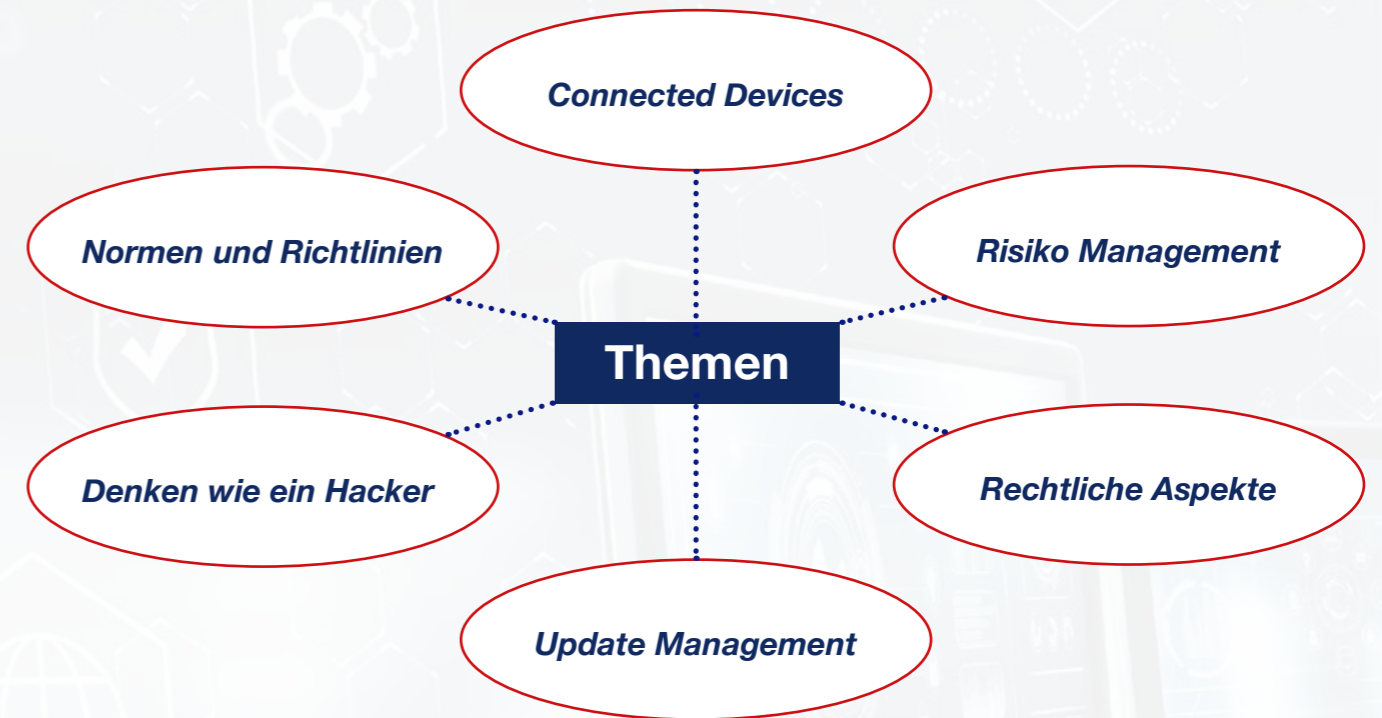 Connected Devices
Normen und Richtlinien
Risiko Management
Themen
Denken wie ein Hacker
Rechtliche Aspekte
Update Management